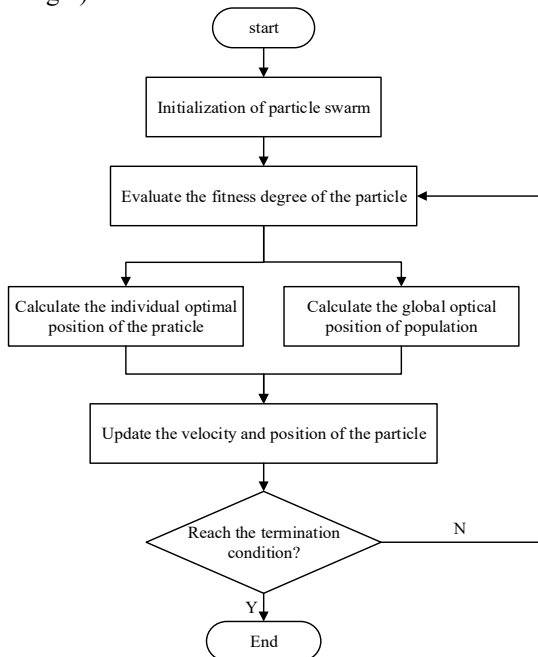 start
Initialization of particle swarm
Evaluate the fitness degree of the particle
Calculate the individual optimal
position of the praticle
Calculate the global optical
position of population
Update the velocity and position of the particle
Reach the termination
condition?
N
Y
End